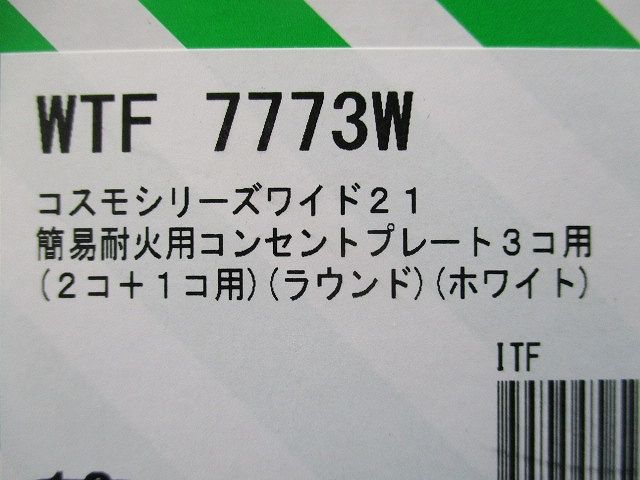 WTF 7773W
コスモシリーズワイド21
簡易耐火用コンセントプレート3コ用
(2コ+1コ用)(ラウンド)(ホワイト)
ITF